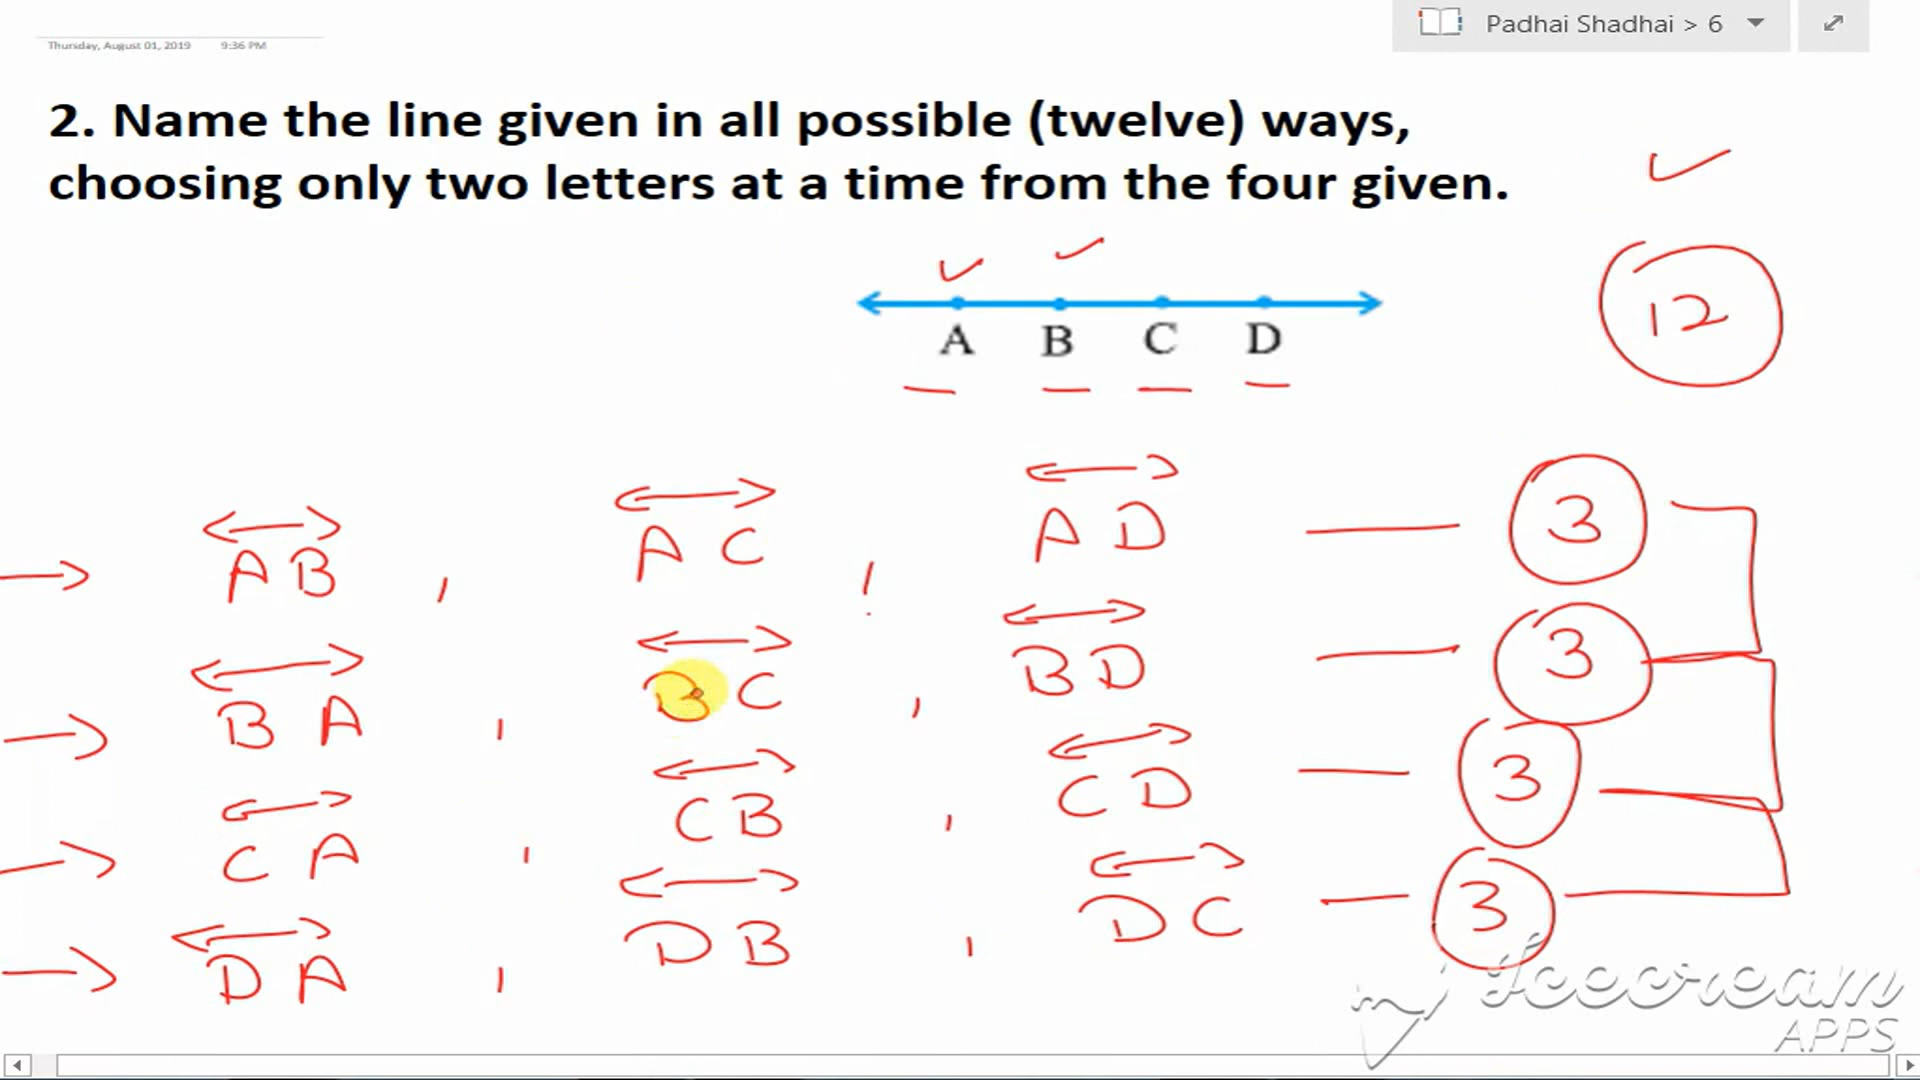 Thursday, August 01, 2019 9:36 PM
Padhai Shadhai > 6
2. Name the line given in all possible (twelve) ways,
choosing only two letters at a time from the four given.
12
A B C D
AB , AC , AD — 3
BA , BC , BD — 3
CA , CB , CD — 3
DA , DB , DC — 3
Icecream
APPS